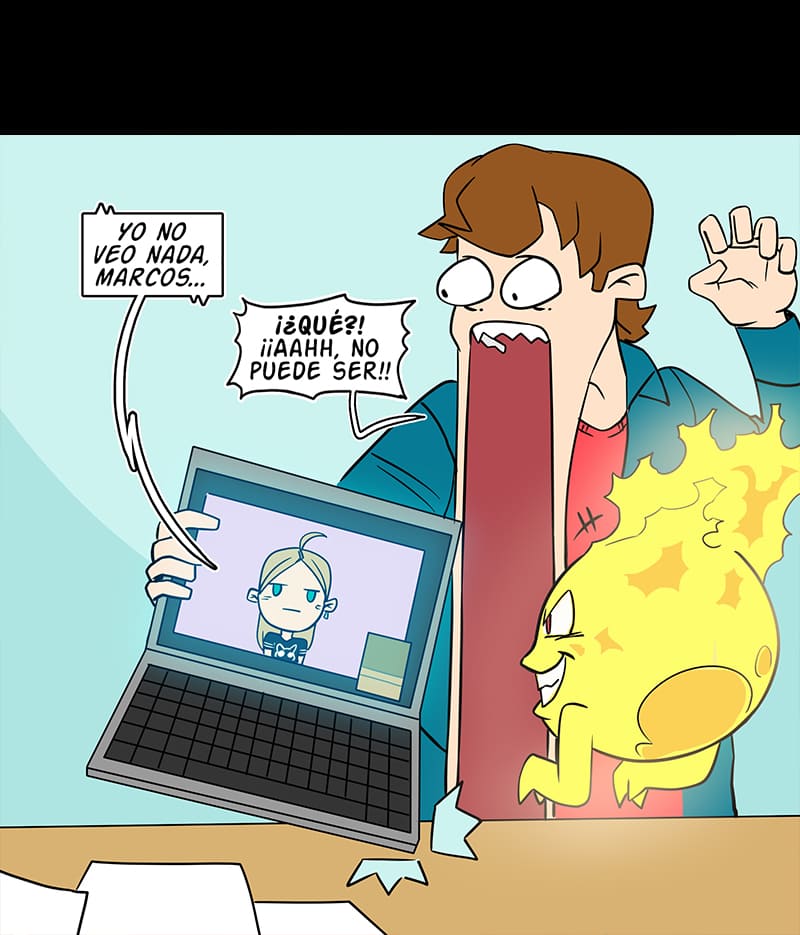 YO NO
VEO NADA,
MARCOS...
¡¿QUÉ?!
¡¡AAHH, NO
PUEDE SER!!